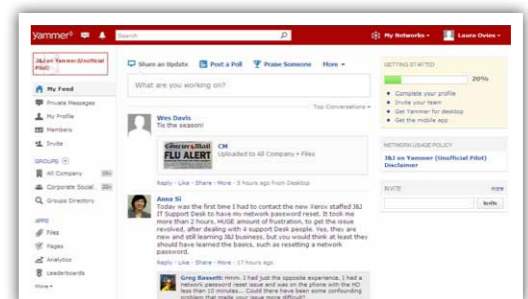 yammer
Search
My Networks
Laura Ovies
J&J on Yammer (Unofficial
Pilot)
My Feed
Private Messages
My Profile
Members
Invite
GROUPS
All Company 20+
Corporate Social 20+
Groups Directory
APPS
Files
Pages
Analytics
Leaderboards
More
Share an Update Post a Poll Praise Someone More
What are you working on?
Top Conversations
Wes Davis
Tis the season!
Courier Mail
FLU ALERT
CM
Uploaded to All Company • Files
Reply · Like · Share · More · 5 hours ago from Desktop
Anna Si
Today was the first time I had to contact the new Xerox staffed J&J
IT Support Desk to have my network password reset. It took me
more than 2 hours, HUGE amount of frustration, to get the issue
resolved, after dealing with 4 support desk people. Yes, they are
new and still learning J&J business, but you would think at least they
should have learned the basics, such as resetting a network
password.
Reply · Like · Share · More · 17 hours ago
Greg Bassett: hmmm, I had just the opposite experience. I had a
network password reset issue and was on the phone with the HD
less than 10 minutes... Could there have been some confounding
problem that made your issue more difficult?
GETTING STARTED
20%
Complete your profile
Invite your team
Get Yammer for desktop
Get the mobile app
NETWORK USAGE POLICY
J&J on Yammer (Unofficial Pilot)
Disclaimer
INVITE more
Invite